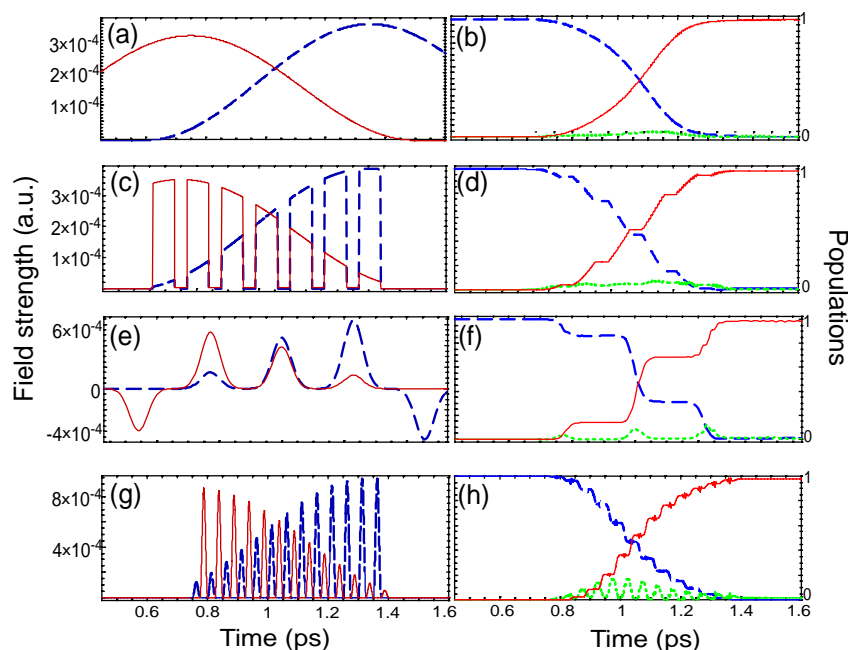 (a)
3×10⁻⁴
2×10⁻⁴
1×10⁻⁴
(b)
1
0
(c)
3×10⁻⁴
2×10⁻⁴
1×10⁻⁴
(d)
1
0
(e)
6×10⁻⁴
0
-4×10⁻⁴
(f)
1
0
(g)
8×10⁻⁴
4×10⁻⁴
(h)
1
0
0.6 0.8 1 1.2 1.4 1.6
0.6 0.8 1 1.2 1.4 1.6
Time (ps)
Time (ps)
Field strength (a.u.)
Populations